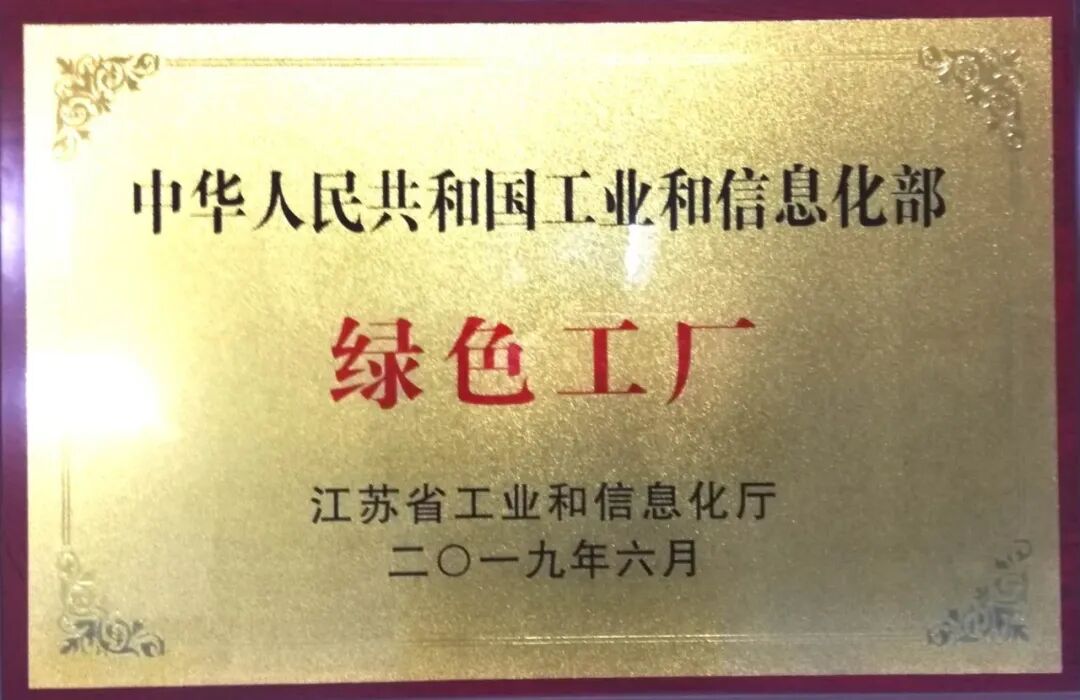 中华人民共和国工业和信息化部
绿色工厂
江苏省工业和信息化厅
二〇一九年六月